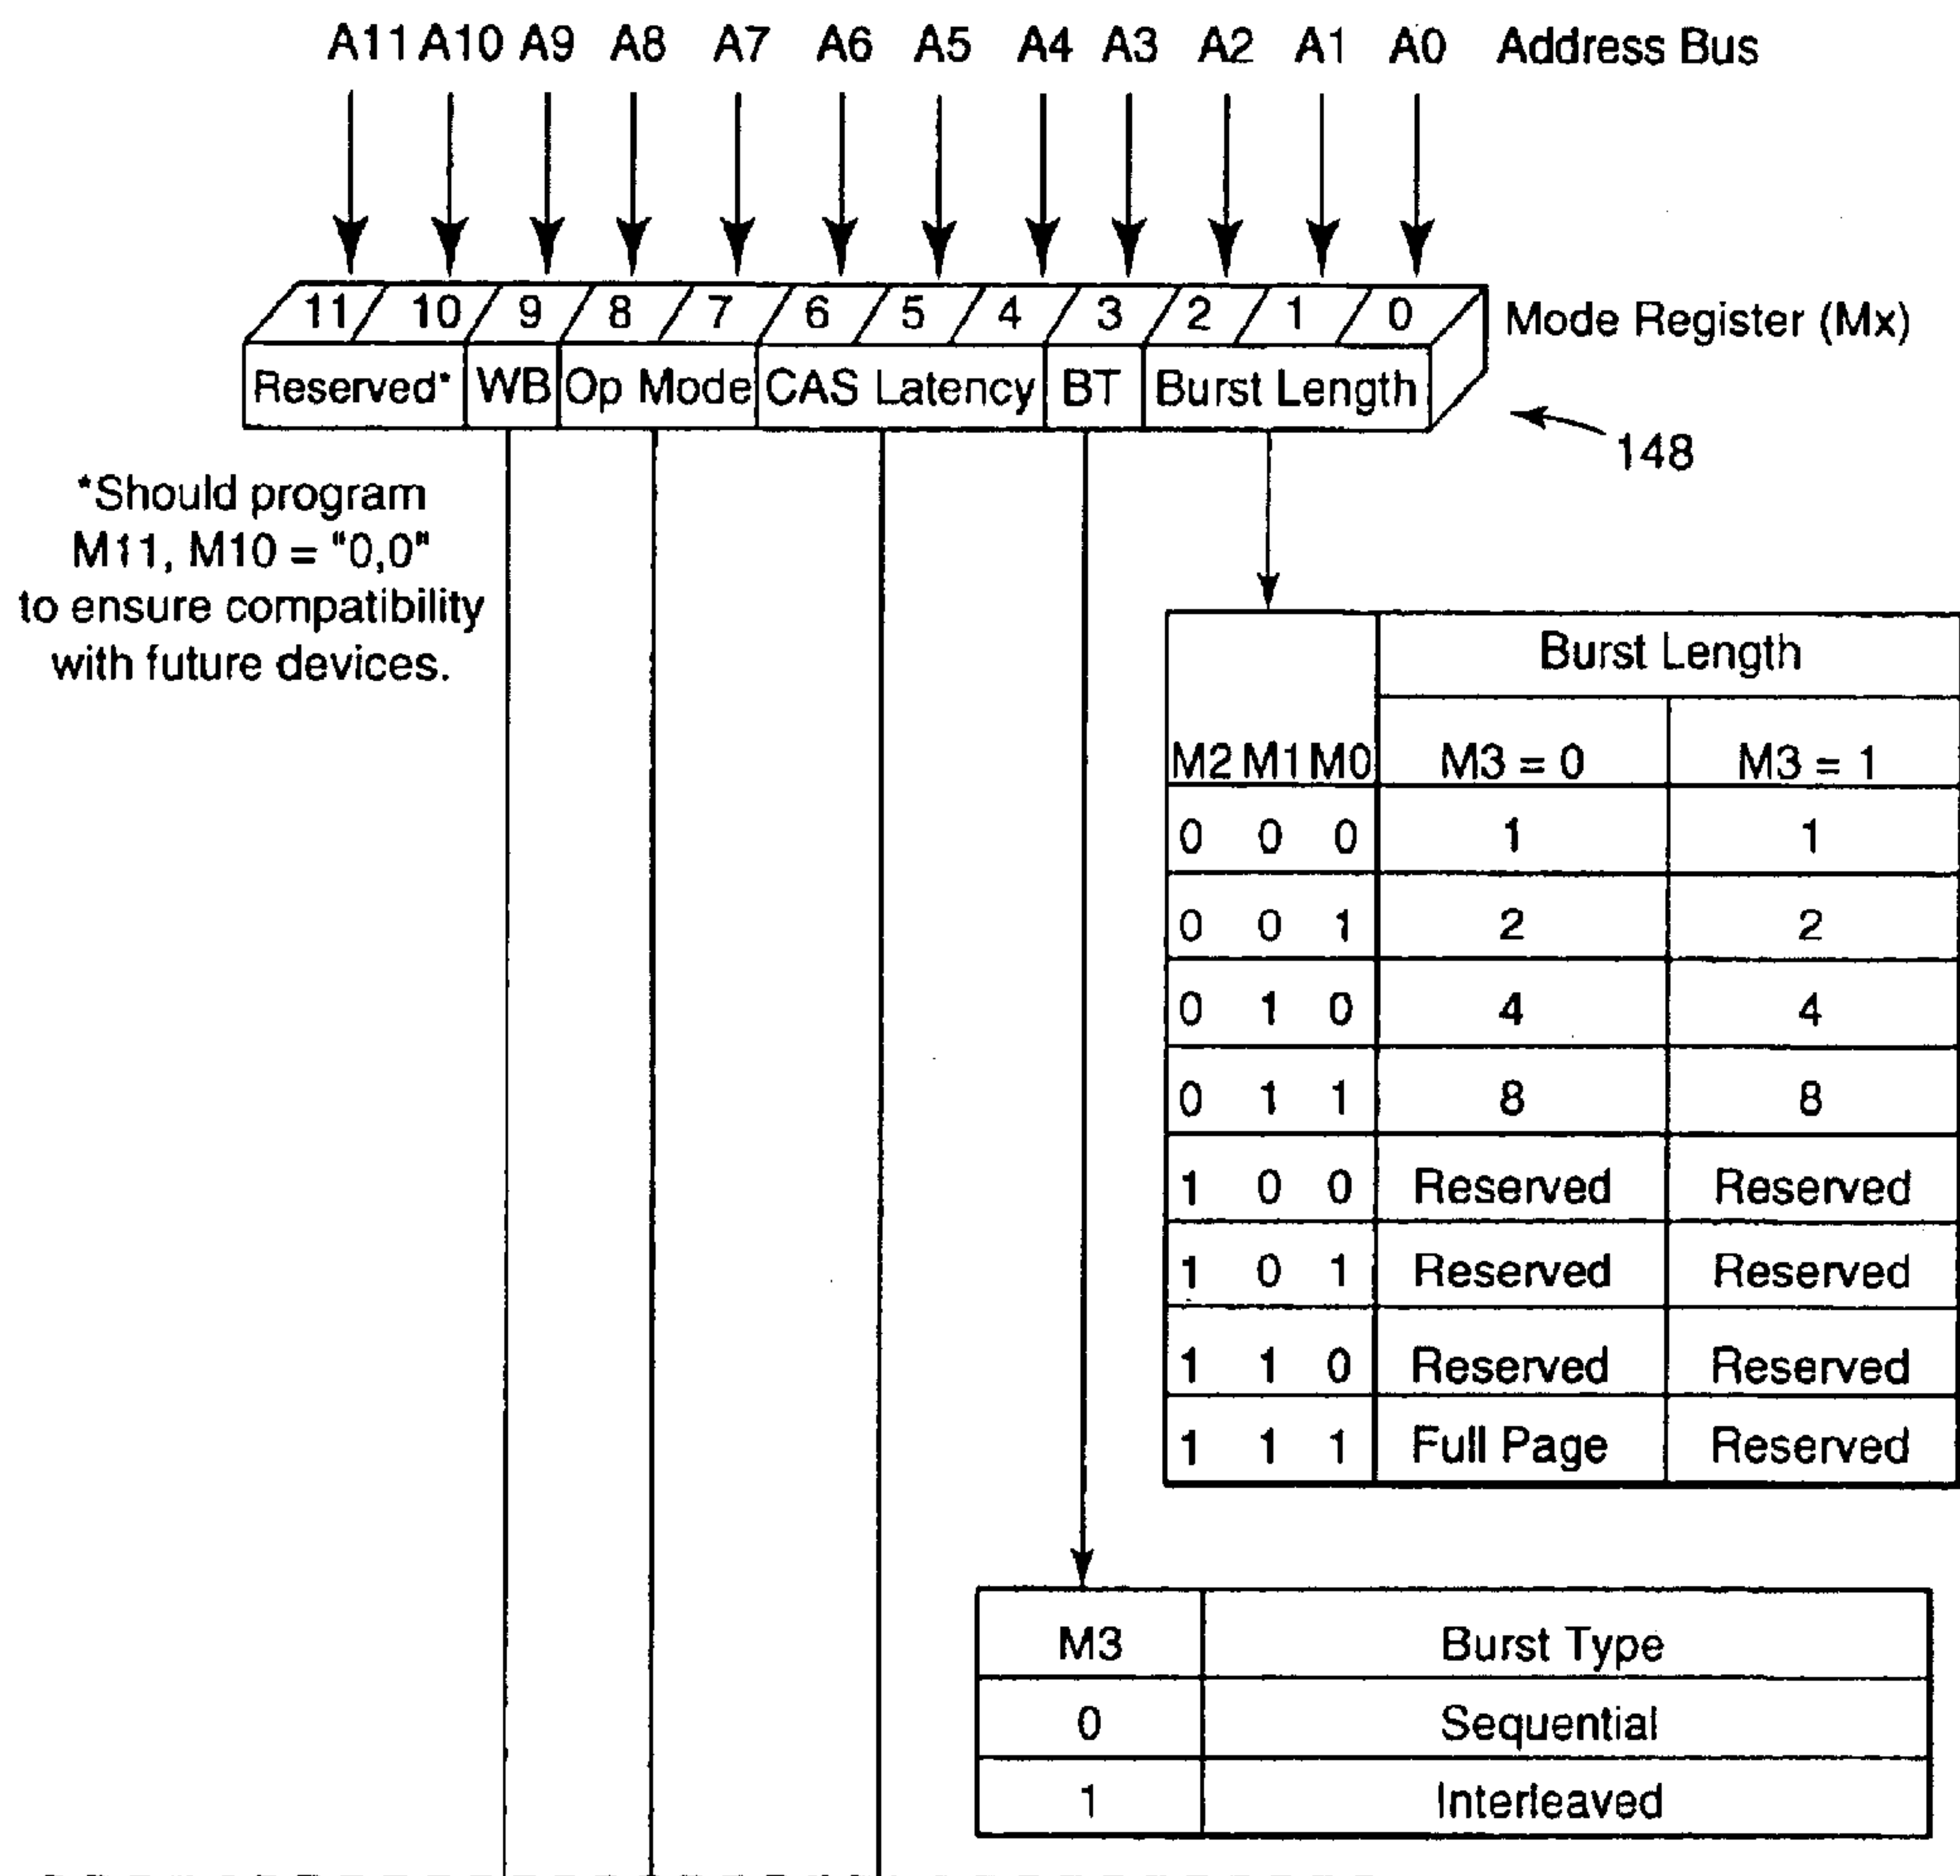 A11 A10 A9 A8 A7 A6 A5 A4 A3 A2 A1 A0 Address Bus
11 10 9 8 7 6 5 4 3 2 1 0 Mode Register (Mx)
Reserved* WB Op Mode CAS Latency BT Burst Length
148
*Should program
M11, M10 = "0,0"
to ensure compatibility
with future devices.
Burst Length
M2 M1 M0 M3 = 0 M3 = 1
0 0 0 1 1
0 0 1 2 2
0 1 0 4 4
0 1 1 8 8
1 0 0 Reserved Reserved
1 0 1 Reserved Reserved
1 1 0 Reserved Reserved
1 1 1 Full Page Reserved
M3 Burst Type
0 Sequential
1 Interleaved